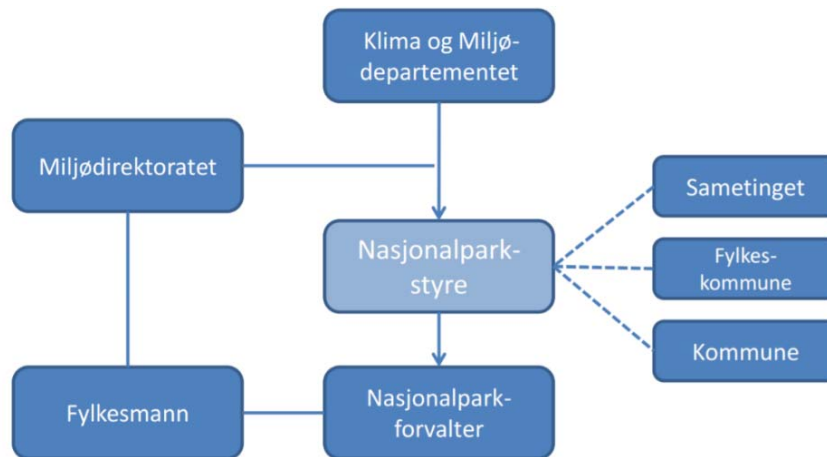 Klima og Miljø-
departementet
Miljødirektoratet
Sametinget
Nasjonalpark-
styre
Fylkes-
kommune
Kommune
Fylkesmann
Nasjonalpark-
forvalter